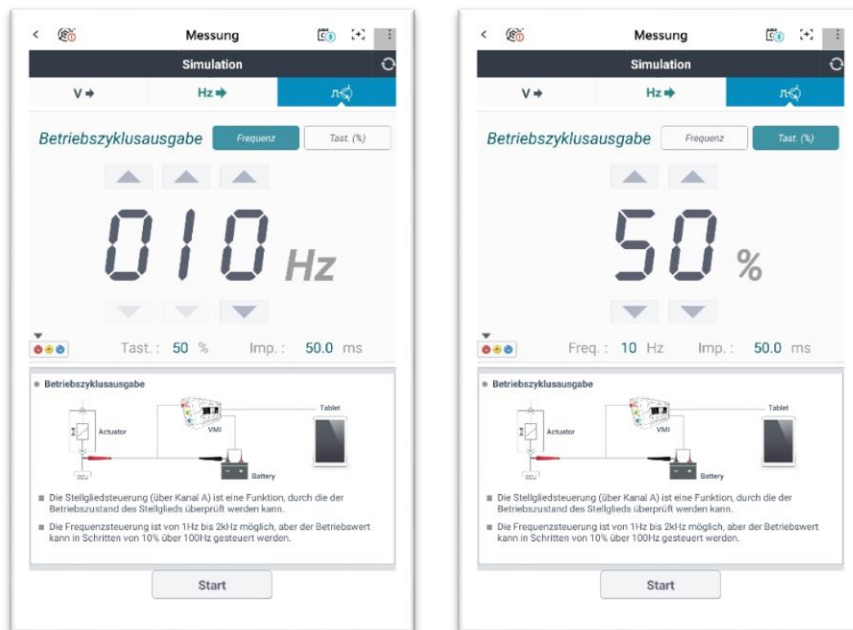 Messung
Simulation
V
Hz
Betriebszyklusausgabe
Frequenz
Tast. (%)
010 Hz
Tast. : 50 % Imp. : 50.0 ms
Betriebszyklusausgabe
Actuator
ECU
VMI
Battery
Tablet
Die Stellgliedsteuerung (über Kanal A) ist eine Funktion, durch die der
Betriebszustand des Stellglieds überprüft werden kann.
Die Frequenzsteuerung ist von 1Hz bis 2kHz möglich, aber der Betriebswert
kann in Schritten von 10% über 100Hz gesteuert werden.
Start
Messung
Simulation
V
Hz
Betriebszyklusausgabe
Frequenz
Tast. (%)
50 %
Freq. : 10 Hz Imp. : 50.0 ms
Betriebszyklusausgabe
Actuator
ECU
VMI
Battery
Tablet
Die Stellgliedsteuerung (über Kanal A) ist eine Funktion, durch die der
Betriebszustand des Stellglieds überprüft werden kann.
Die Frequenzsteuerung ist von 1Hz bis 2kHz möglich, aber der Betriebswert
kann in Schritten von 10% über 100Hz gesteuert werden.
Start